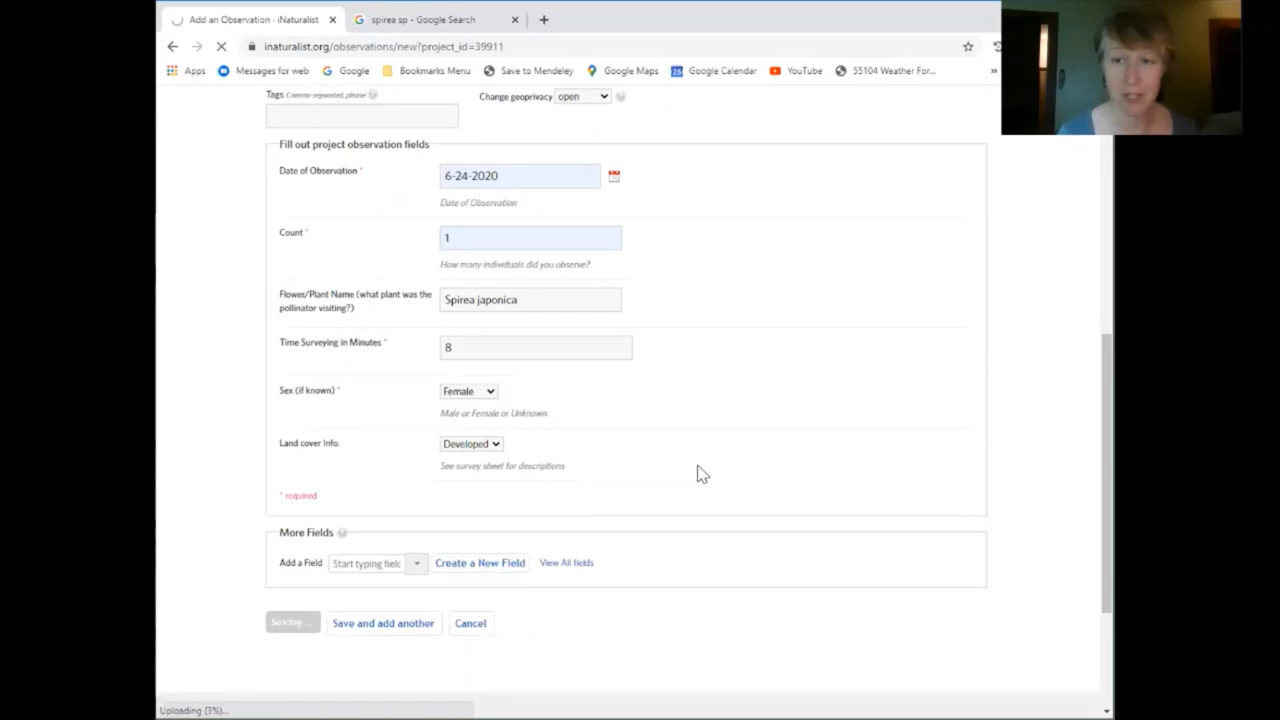 Add an Observation · iNaturalist
spirea sp - Google Search
inaturalist.org/observations/new?project_id=39911
Apps
Messages for web
Google
Bookmarks Menu
Save to Mendeley
Google Maps
Google Calendar
YouTube
55104 Weather For...
»
Tags Comma-separated, please
Change geoprivacy open
Fill out project observation fields
Date of Observation *
6-24-2020
Date of Observation
Count *
1
How many individuals did you observe?
Flower/Plant Name (what plant was the
pollinator visiting?)
Spirea japonica
Time Surveying in Minutes *
8
Sex (if known) *
Female
Male or Female or Unknown
Land cover Info.
Developed
See survey sheet for descriptions
* required
More Fields
Add a Field
Start typing field
Create a New Field
View All fields
Saving...
Save and add another
Cancel
Uploading (3%)...